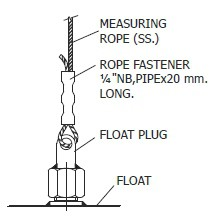 MEASURING
ROPE (SS.)
ROPE FASTENER
¼"NB,PIPEx20 mm.
LONG.
FLOAT PLUG
FLOAT